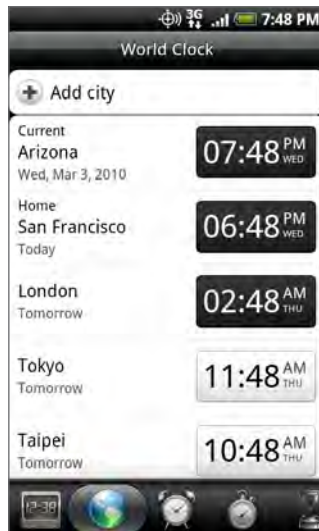 3G 7:48 PM
World Clock
Add city
Current
Arizona
Wed, Mar 3, 2010
07:48 PM WED
Home
San Francisco
Today
06:48 PM WED
London
Tomorrow
02:48 AM THU
Tokyo
Tomorrow
11:48 AM THU
Taipei
Tomorrow
10:48 AM THU
12:39